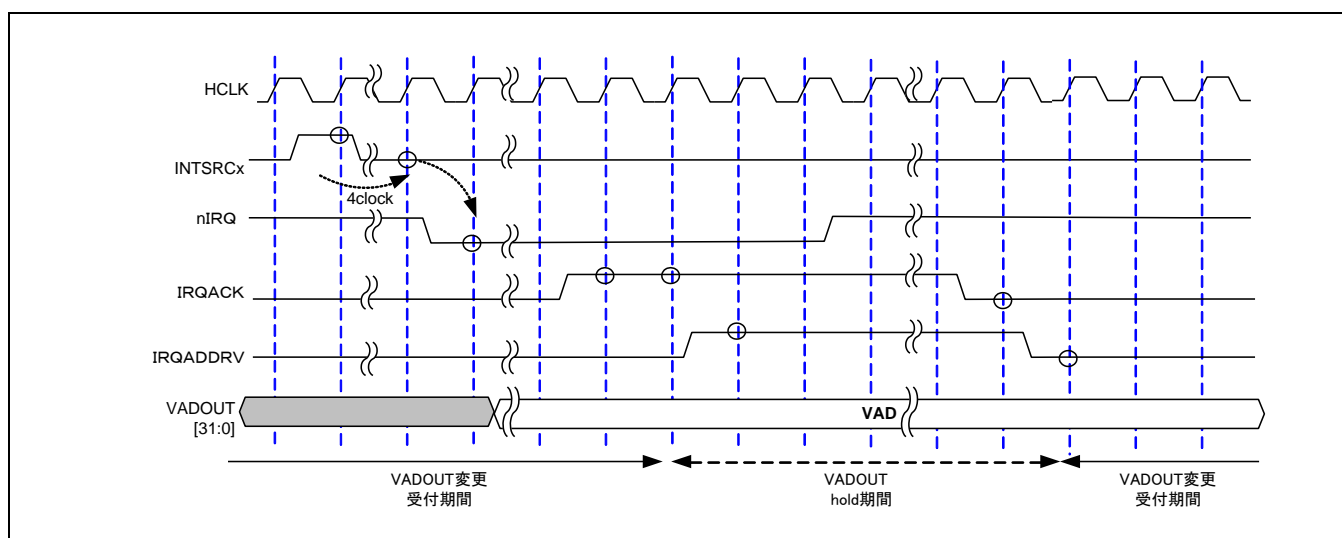 HCLK
INTSRCx
4clock
nIRQ
IRQACK
IRQADDRV
VADOUT
[31:0]
VAD
VADOUT変更
受付期間
VADOUT
hold期間
VADOUT変更
受付期間